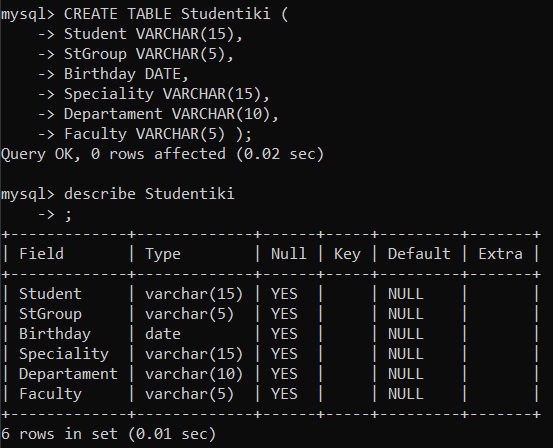 mysql> CREATE TABLE Studentiki (
    -> Student VARCHAR(15),
    -> StGroup VARCHAR(5),
    -> Birthday DATE,
    -> Speciality VARCHAR(15),
    -> Departament VARCHAR(10),
    -> Faculty VARCHAR(5) );
Query OK, 0 rows affected (0.02 sec)

mysql> describe Studentiki
    -> ;
+-------------+-------------+------+-----+---------+-------+
| Field       | Type        | Null | Key | Default | Extra |
+-------------+-------------+------+-----+---------+-------+
| Student     | varchar(15) | YES  |     | NULL    |       |
| StGroup     | varchar(5)  | YES  |     | NULL    |       |
| Birthday    | date        | YES  |     | NULL    |       |
| Speciality  | varchar(15) | YES  |     | NULL    |       |
| Departament | varchar(10) | YES  |     | NULL    |       |
| Faculty     | varchar(5)  | YES  |     | NULL    |       |
+-------------+-------------+------+-----+---------+-------+
6 rows in set (0.01 sec)